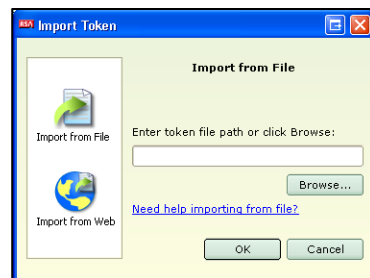 RSA Import Token
Import from File
Import from File
Enter token file path or click Browse:
Browse...
Import from Web
Need help importing from file?
OK Cancel